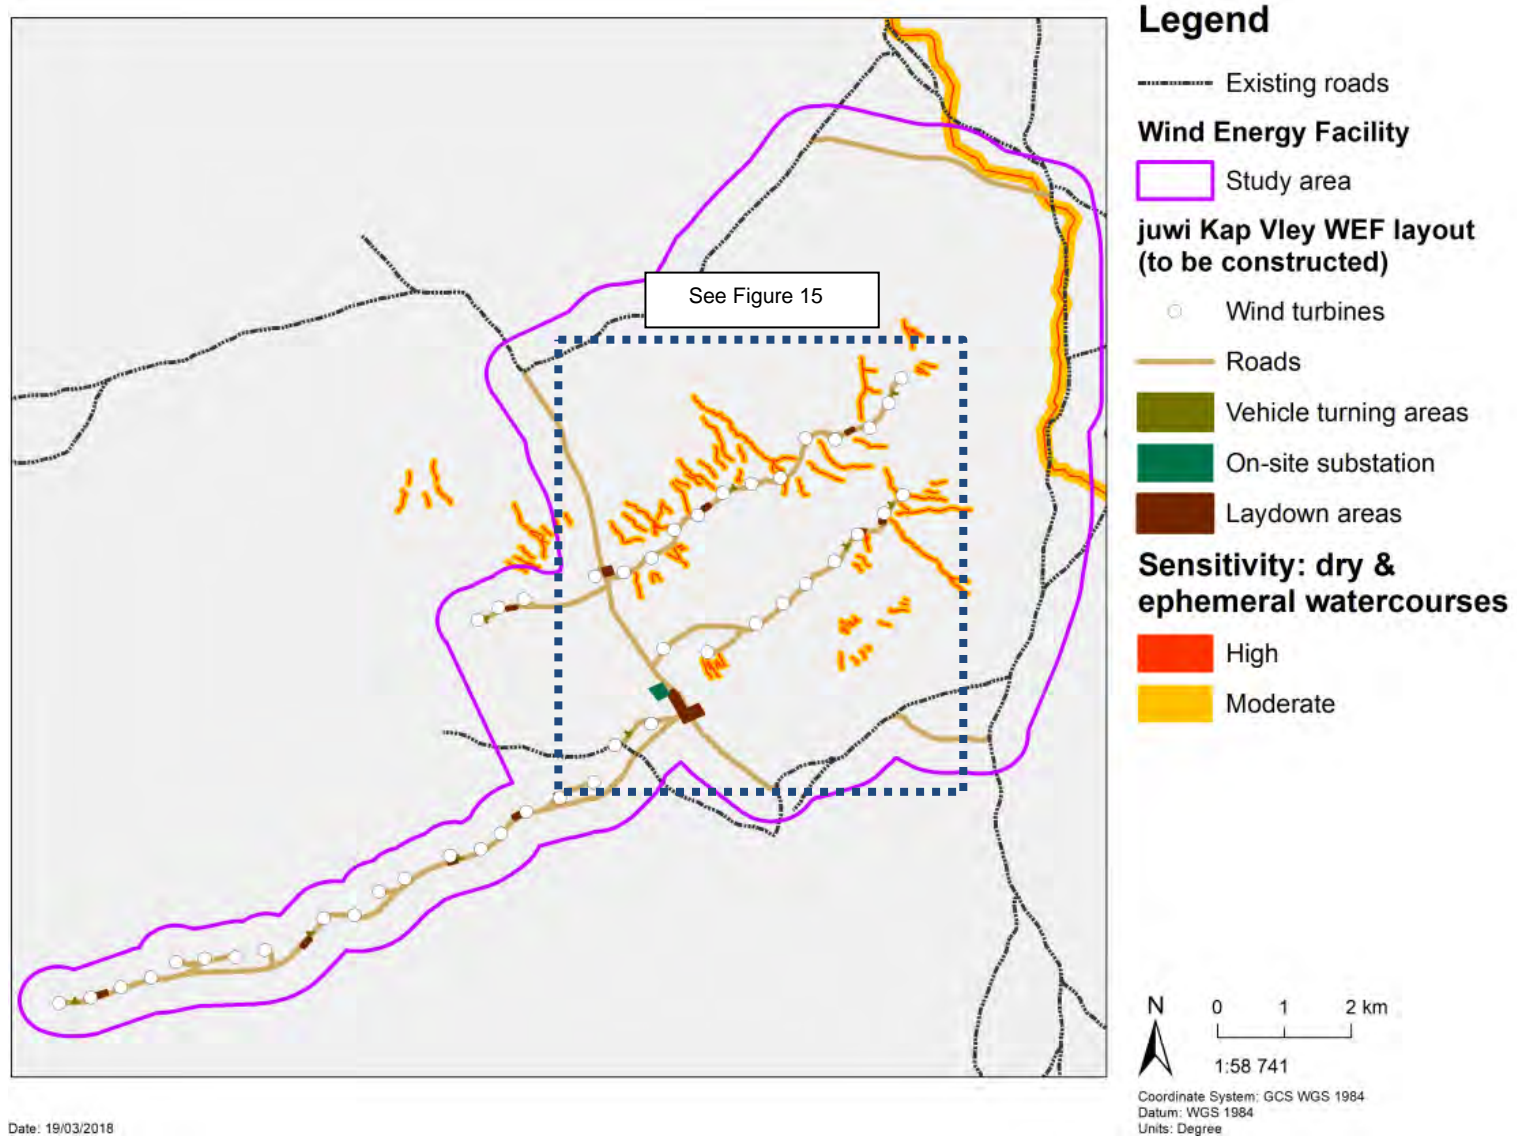 See Figure 15
Legend
Existing roads
Wind Energy Facility
Study area
juwi Kap Vley WEF layout
(to be constructed)
Wind turbines
Roads
Vehicle turning areas
On-site substation
Laydown areas
Sensitivity: dry &
ephemeral watercourses
High
Moderate
N
0 1 2 km
1:58 741
Coordinate System: GCS WGS 1984
Datum: WGS 1984
Units: Degree
Date: 19/03/2018